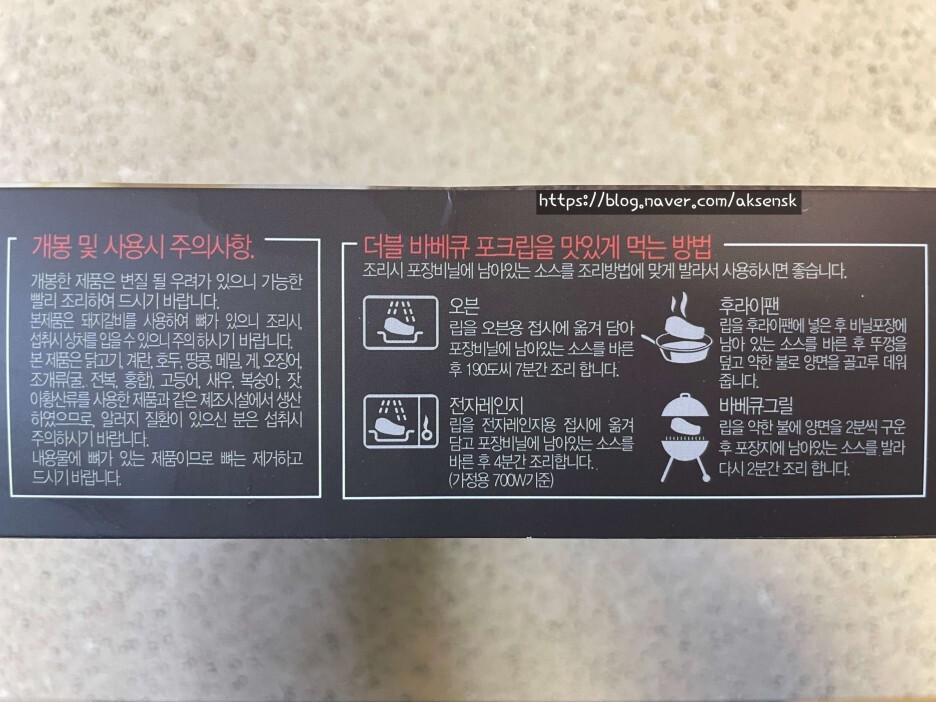 https://blog.naver.com/aksensk
개봉 및 사용시 주의사항.
개봉한 제품은 변질 될 우려가 있으니 가능한
빨리 조리하여 드시기 바랍니다.
본제품은 돼지갈비를 사용하여 뼈가 있으니 조리시,
섭취시 상처를 입을 수 있으니 주의 하시기 바랍니다.
본 제품은 닭고기, 계란, 호두, 땅콩, 메밀, 게, 오징어,
조개류(굴, 전복, 홍합), 고등어, 새우, 복숭아, 잣,
아황산류를 사용한 제품과 같은 제조시설에서 생산
하였으므로, 알러지 질환이 있으신 분은 섭취시
주의하시기 바랍니다.
내용물에 뼈가 있는 제품이므로 뼈는 제거하고
드시기 바랍니다.
더블 바베큐 포크립을 맛있게 먹는 방법
조리시 포장비닐에 남아있는 소스를 조리방법에 맞게 발라서 사용하시면 좋습니다.
오븐
립을 오븐용 접시에 옮겨 담아
포장비닐에 남아있는 소스를 바른
후 190도씨 7분간 조리 합니다.
후라이팬
립을 후라이팬에 넣은 후 비닐포장에
남아 있는 소스를 바른 후 뚜껑을
덮고 약한 불로 양면을 골고루 데워
줍니다.
전자레인지
립을 전자레인지용 접시에 옮겨
담고 포장비닐에 남아있는 소스를
바른 후 4분간 조리합니다.
(가정용 700W기준)
바베큐그릴
립을 약한 불에 양면을 2분씩 구운
후 포장지에 남아있는 소스를 발라
다시 2분간 조리 합니다.